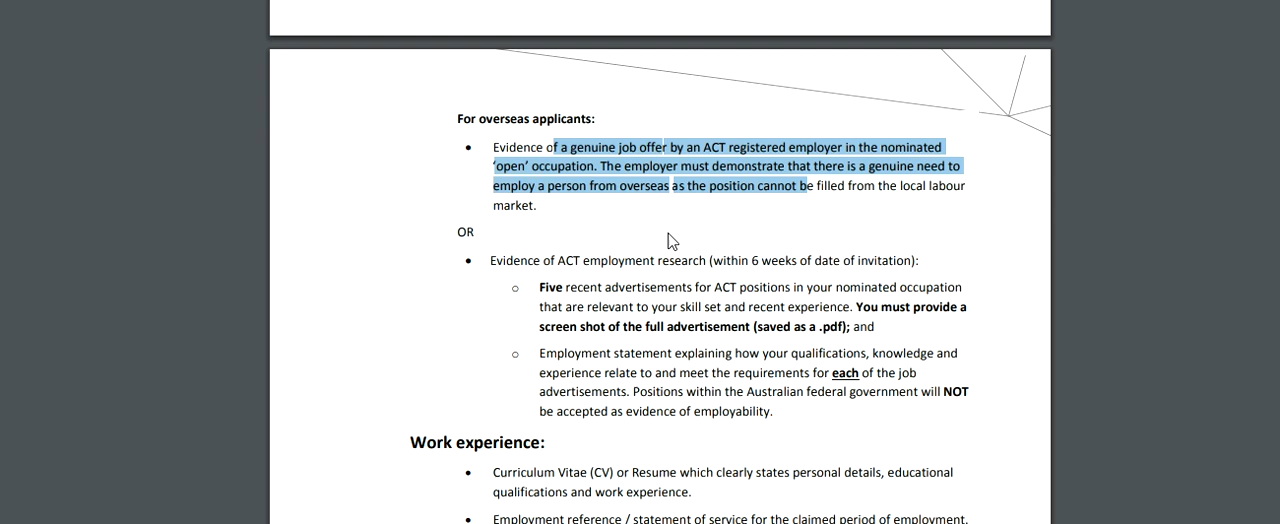 For overseas applicants:
• Evidence of a genuine job offer by an ACT registered employer in the nominated
‘open’ occupation. The employer must demonstrate that there is a genuine need to
employ a person from overseas as the position cannot be filled from the local labour
market.
OR
• Evidence of ACT employment research (within 6 weeks of date of invitation):
o Five recent advertisements for ACT positions in your nominated occupation
that are relevant to your skill set and recent experience. You must provide a
screen shot of the full advertisement (saved as a .pdf); and
o Employment statement explaining how your qualifications, knowledge and
experience relate to and meet the requirements for each of the job
advertisements. Positions within the Australian federal government will NOT
be accepted as evidence of employability.
Work experience:
• Curriculum Vitae (CV) or Resume which clearly states personal details, educational
qualifications and work experience.
• Employment reference / statement of service for the claimed period of employment.